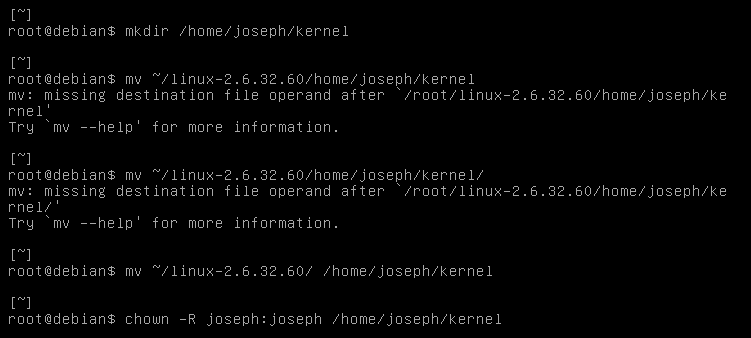 [~]
root@debian$ mkdir /home/joseph/kernel
[~]
root@debian$ mv ~/linux-2.6.32.60/home/joseph/kernel
mv: missing destination file operand after `/root/linux-2.6.32.60/home/joseph/ke
rnel'
Try `mv --help' for more information.
[~]
root@debian$ mv ~/linux-2.6.32.60/home/joseph/kernel/
mv: missing destination file operand after `/root/linux-2.6.32.60/home/joseph/ke
rnel/'
Try `mv --help' for more information.
[~]
root@debian$ mv ~/linux-2.6.32.60/ /home/joseph/kernel
[~]
root@debian$ chown -R joseph:joseph /home/joseph/kernel